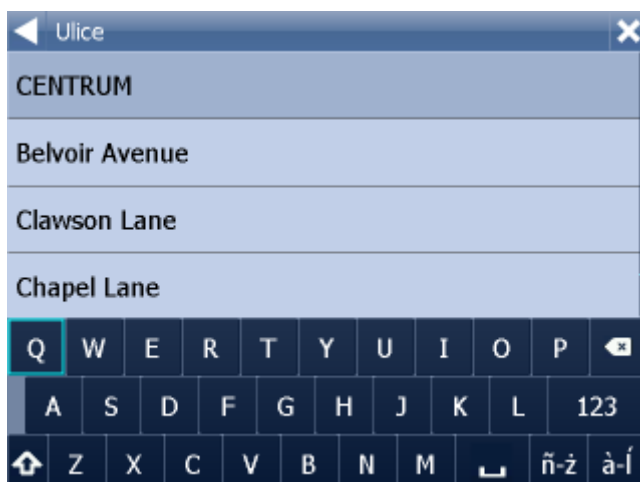 Ulice
CENTRUM
Belvoir Avenue
Clawson Lane
Chapel Lane
Q W E R T Y U I O P
A S D F G H J K L 123
Z X C V B N M ñ-ż à-Í